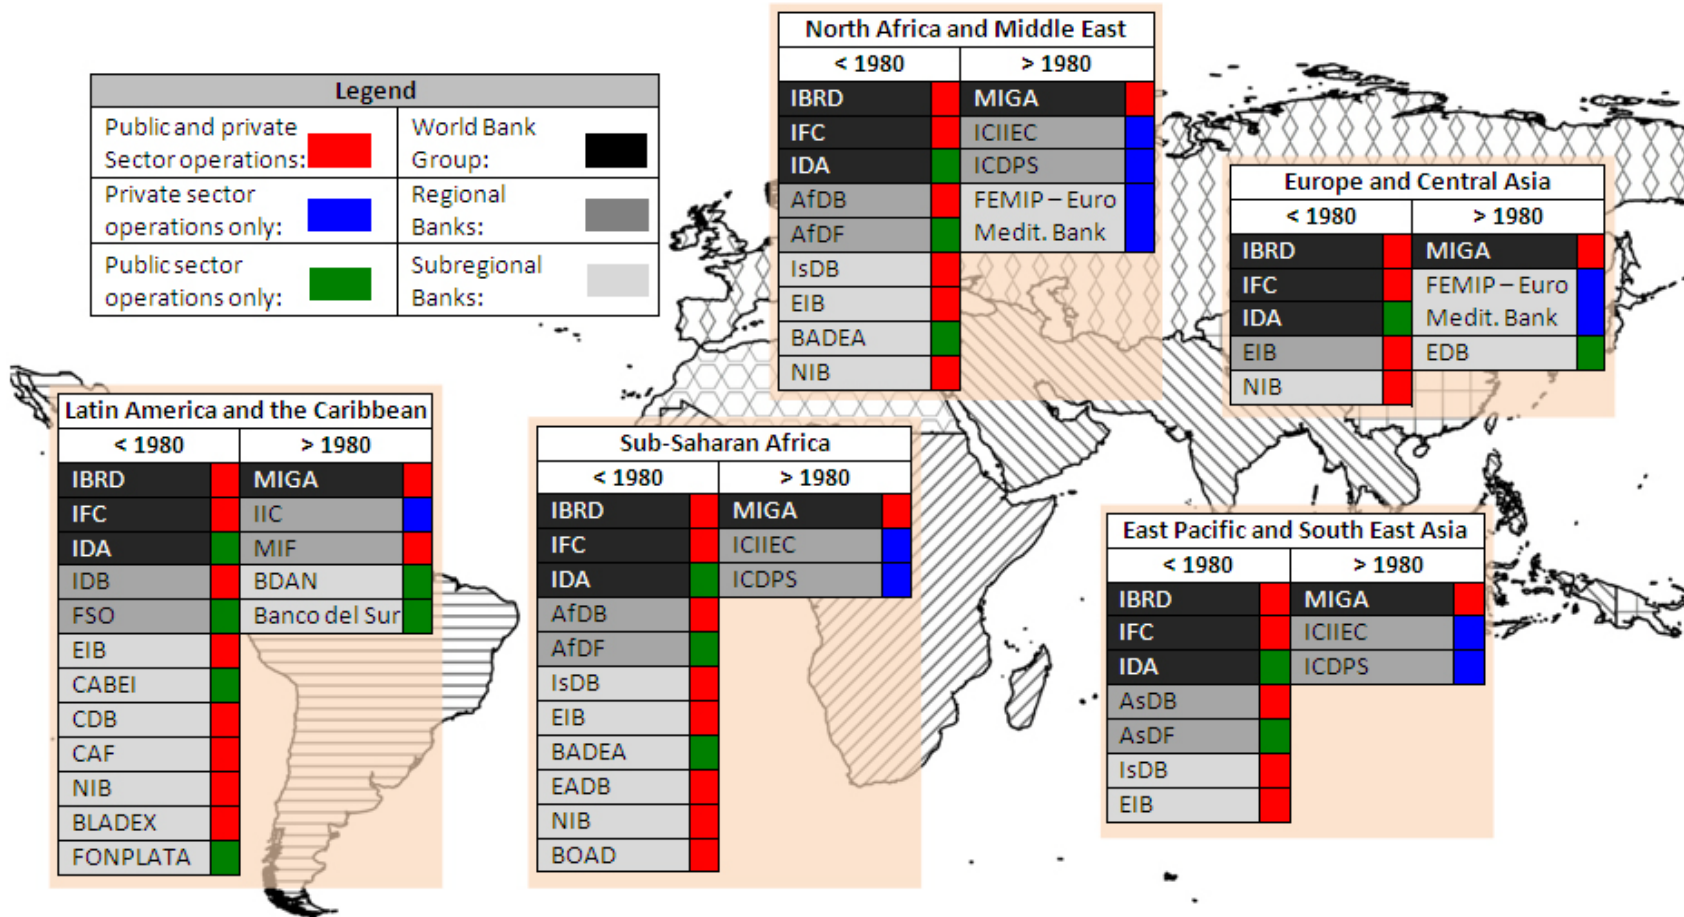 North Africa and Middle East
< 1980 > 1980
IBRD MIGA
IFC ICIIEC
IDA ICDPS
AfDB FEMIP – Euro
AfDF Medit. Bank
IsDB
EIB
BADEA
NIB
Legend
Public and private World Bank
Sector operations: Group:
Private sector Regional
operations only: Banks:
Public sector Subregional
operations only: Banks:
Europe and Central Asia
< 1980 > 1980
IBRD MIGA
IFC FEMIP – Euro
IDA Medit. Bank
EIB EDB
NIB
Latin America and the Caribbean
< 1980 > 1980
IBRD MIGA
IFC IIC
IDA MIF
IDB BDAN
FSO Banco del Sur
EIB
CABEI
CDB
CAF
NIB
BLADEX
FONPLATA
Sub-Saharan Africa
< 1980 > 1980
IBRD MIGA
IFC ICIIEC
IDA ICDPS
AfDB
AfDF
IsDB
EIB
BADEA
EADB
NIB
BOAD
East Pacific and South East Asia
< 1980 > 1980
IBRD MIGA
IFC ICIIEC
IDA ICDPS
AsDB
AsDF
IsDB
EIB